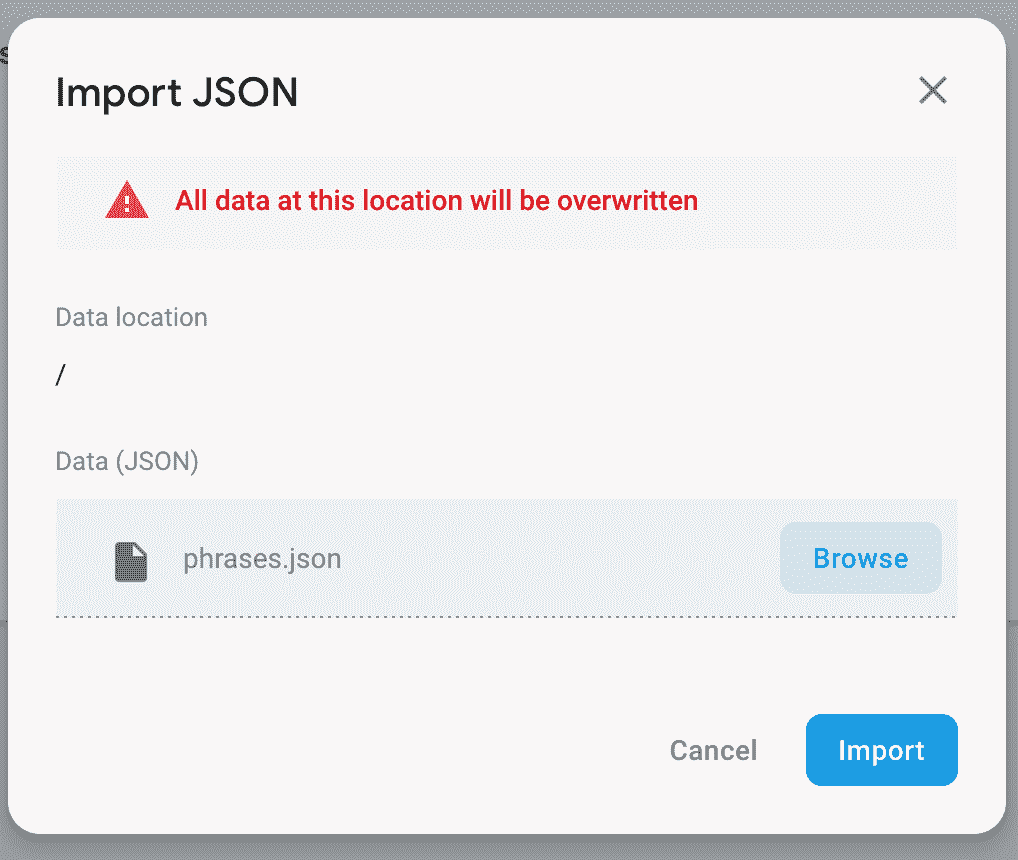 Import JSON
All data at this location will be overwritten
Data location
/
Data (JSON)
phrases.json
Browse
Cancel
Import